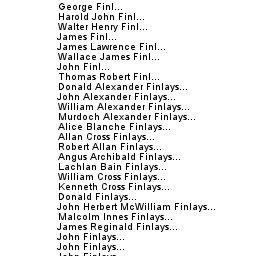 George Finl...
Harold John Finl...
Walter Henry Finl...
James Finl...
James Lawrence Finl...
Wallace James Finl...
John Finl...
Thomas Robert Finl...
Donald Alexander Finlays...
John Alexander Finlays...
William Alexander Finlays...
Murdoch Alexander Finlays...
Alice Blanche Finlays...
Allan Cross Finlays...
Robert Allan Finlays...
Angus Archibald Finlays...
Lachlan Bain Finlays...
William Cross Finlays...
Kenneth Cross Finlays...
Donald Finlays...
John Herbert McWilliam Finlays...
Malcolm Innes Finlays...
James Reginald Finlays...
John Finlays...
John Finlays...
John Finlays...